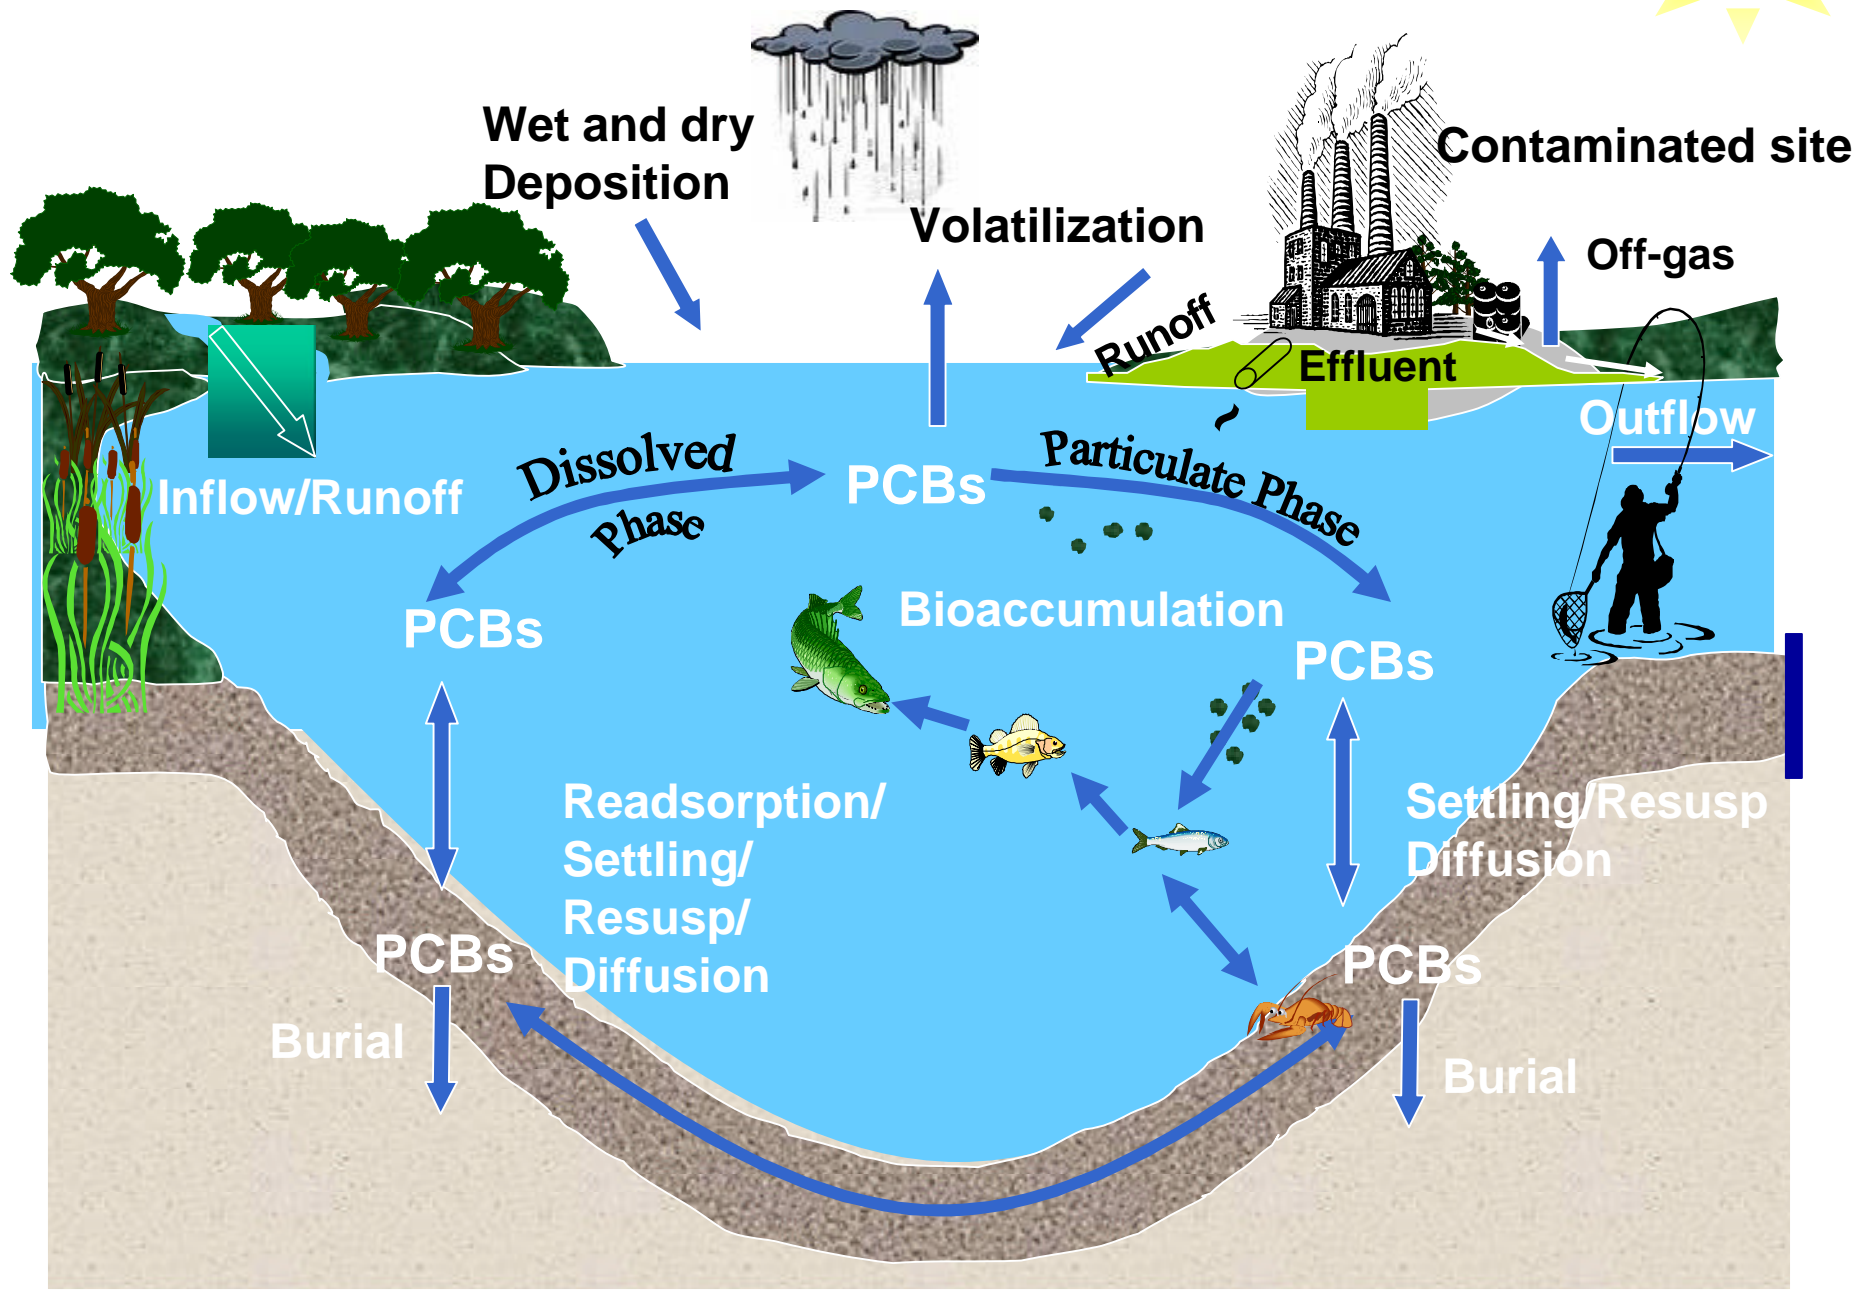 Wet and dry
Deposition
Contaminated site
Volatilization
Off-gas
Runoff
Effluent
Outflow
Dissolved
Phase
PCBs
Particulate Phase
Inflow/Runoff
Bioaccumulation
PCBs
PCBs
Readsorption/
Settling/
Resusp/
Diffusion
Settling/Resusp
Diffusion
PCBs
PCBs
Burial
Burial